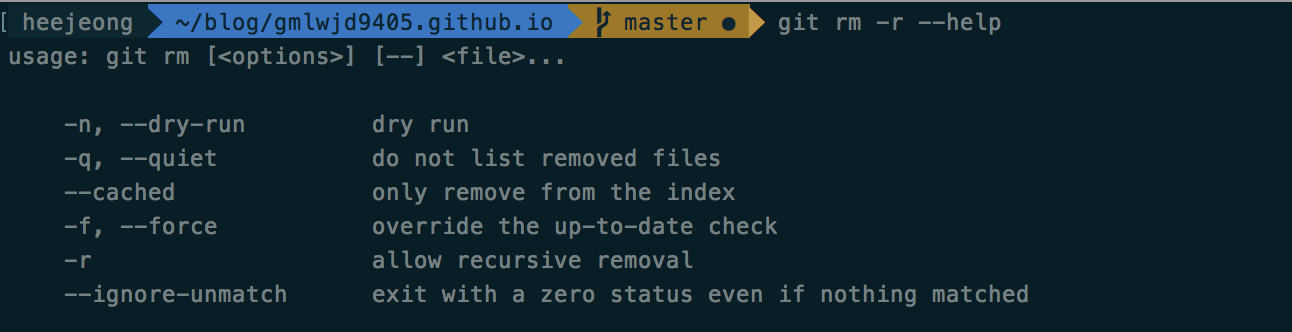 [ heejeong ~/blog/gmlwjd9405.github.io master ● git rm -r --help
usage: git rm [<options>] [--] <file>...
-n, --dry-run dry run
-q, --quiet do not list removed files
--cached only remove from the index
-f, --force override the up-to-date check
-r allow recursive removal
--ignore-unmatch exit with a zero status even if nothing matched